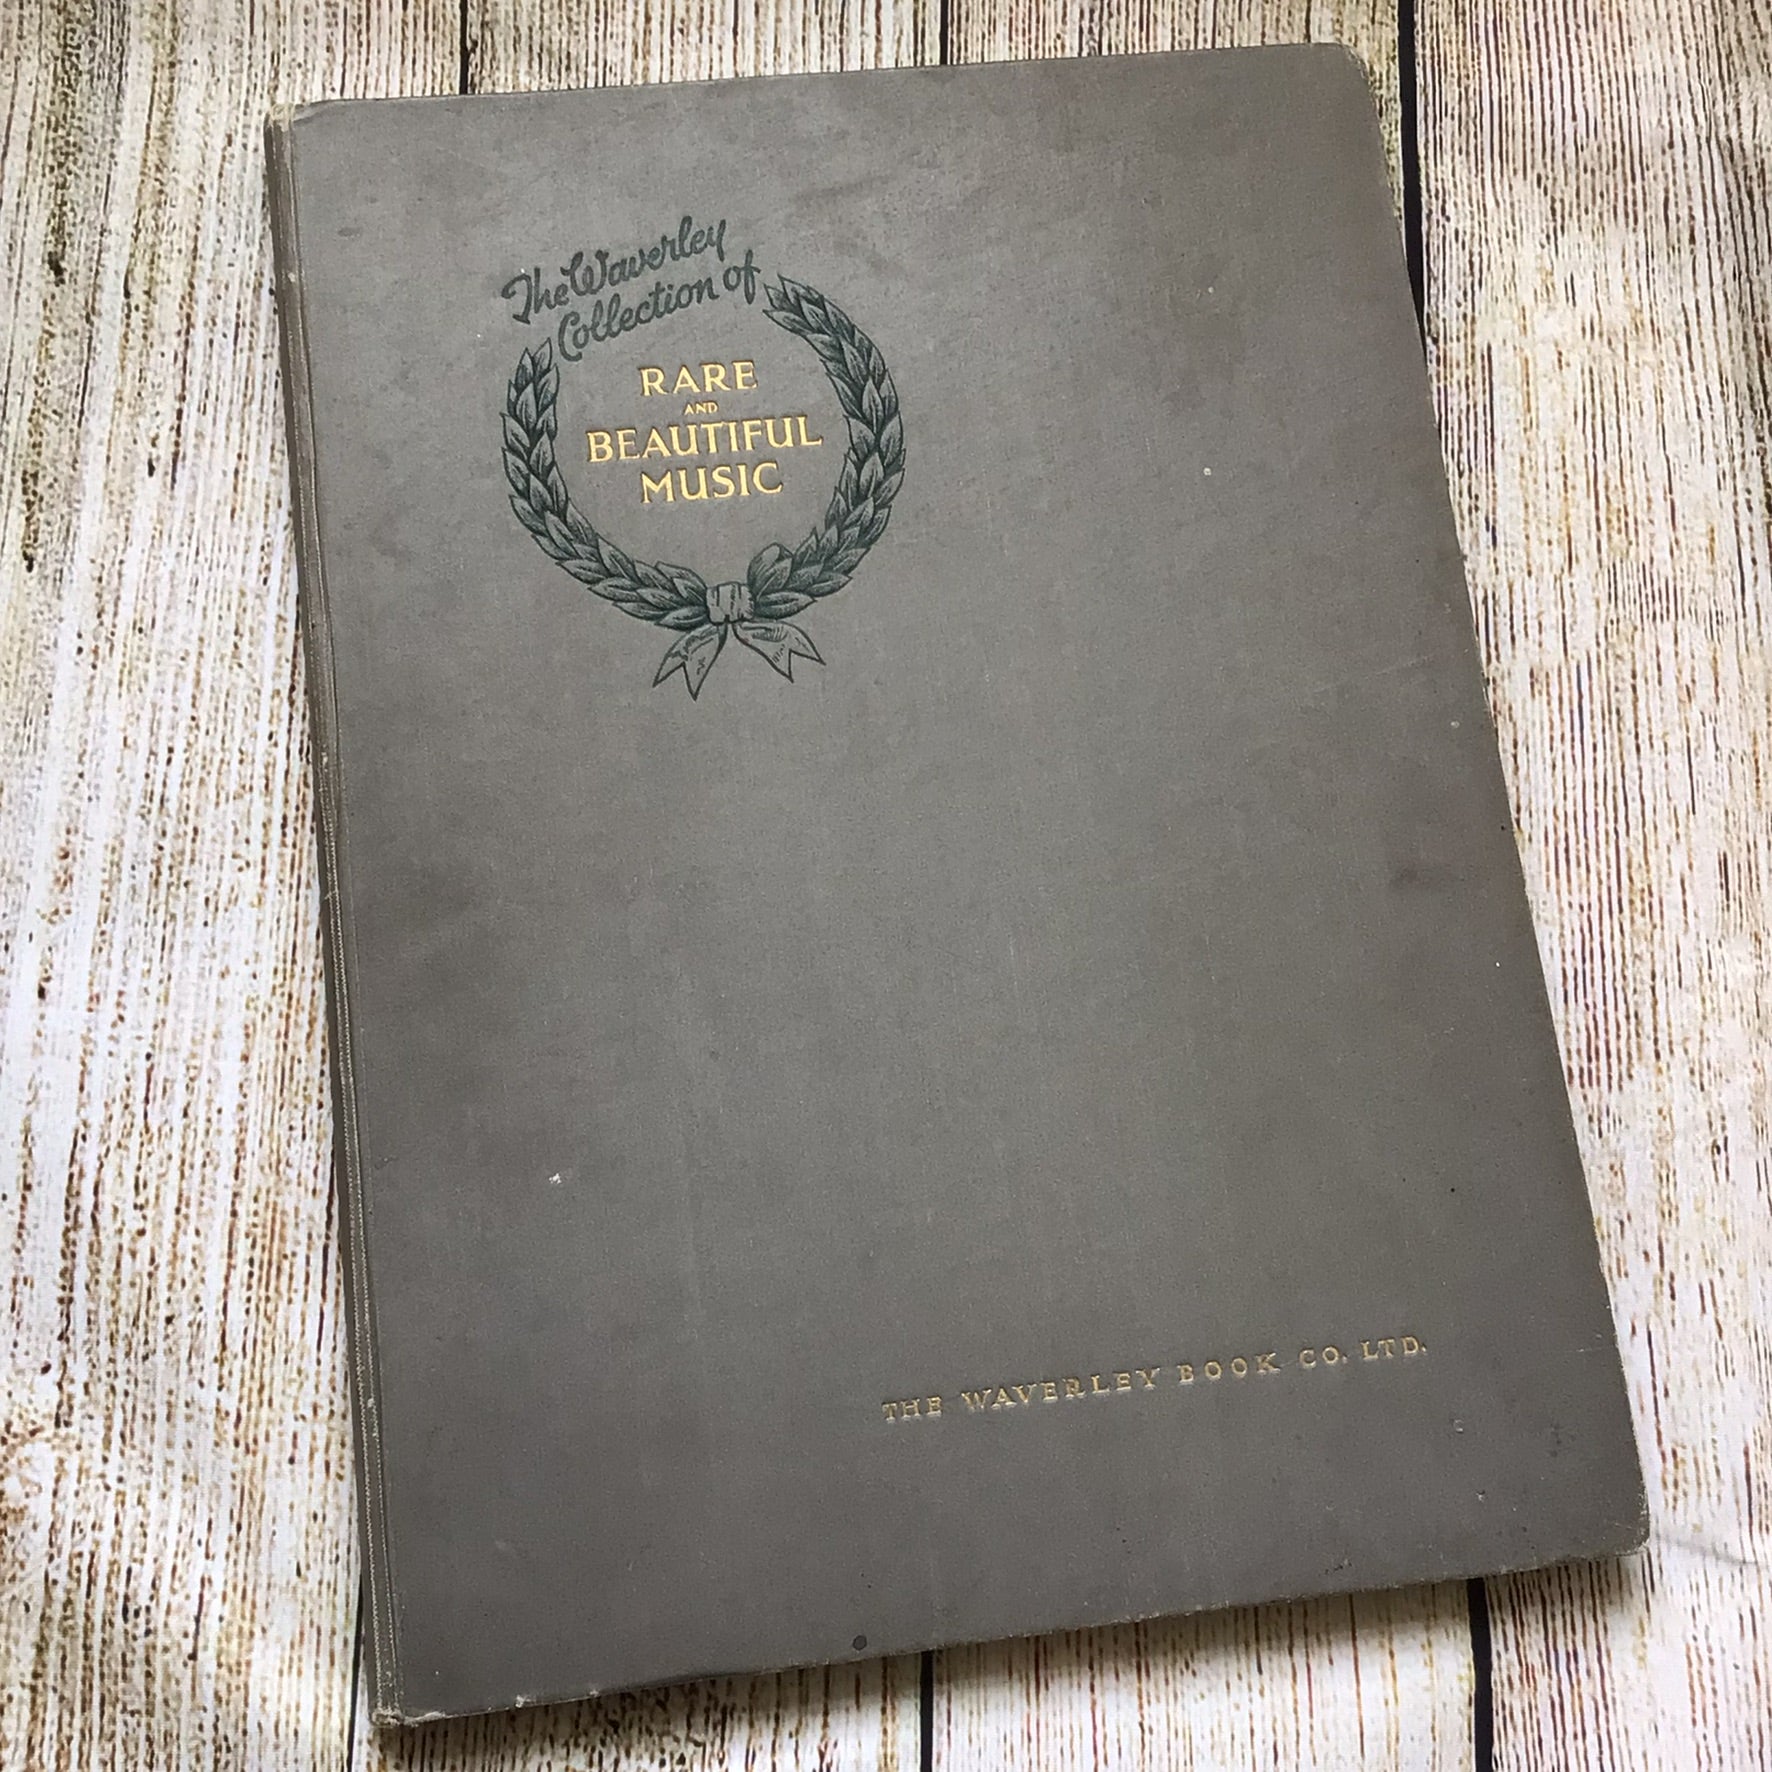 The Waverley
Collection of
RARE
AND
BEAUTIFUL
MUSIC
THE WAVERLEY BOOK CO. LTD.